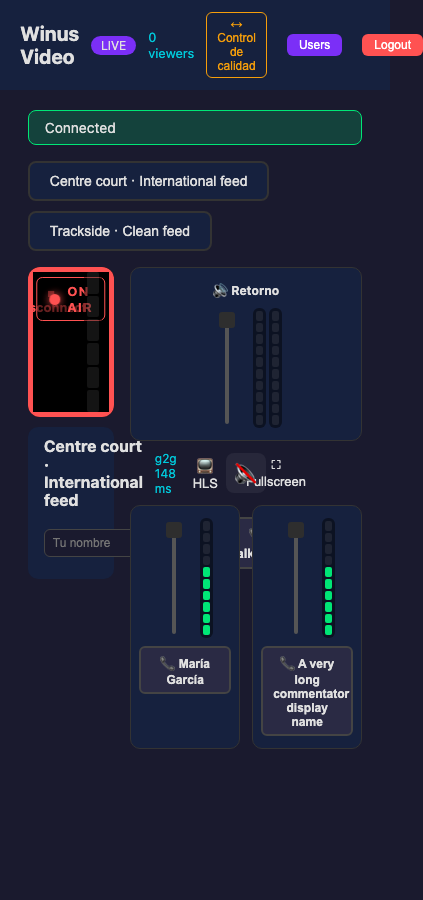 Winus Video
LIVE
0 viewers
↔ Control de calidad
Users
Logout
Connected
Centre court · International feed
Trackside · Clean feed
ON AIR
Retorno
Centre court · International feed
g2g 148 ms
HLS
Fullscreen
Tu nombre
María García
A very long commentator display name